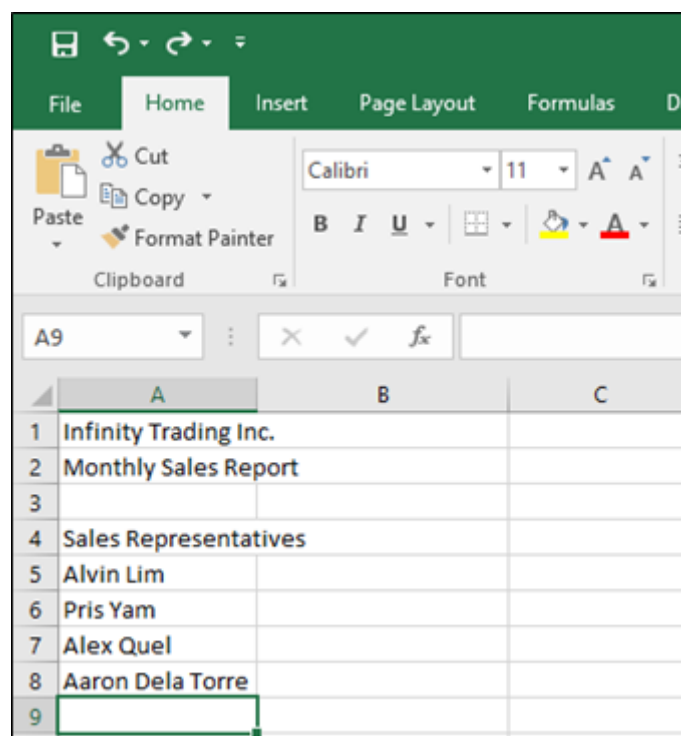 File Home Insert Page Layout Formulas D
Cut
Calibri 11 A A
Copy
Paste
B I U A
Format Painter
Clipboard Font
A9 fx
A B C
1 Infinity Trading Inc.
2 Monthly Sales Report
3
4 Sales Representatives
5 Alvin Lim
6 Pris Yam
7 Alex Quel
8 Aaron Dela Torre
9